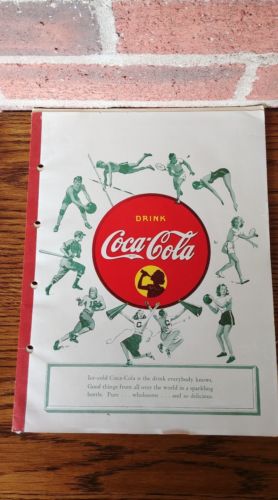 DRINK
Coca-Cola
Ice-cold Coca-Cola is the drink everybody knows.
Good things from all over the world in a sparkling
bottle. Pure . . . wholesome . . . and so delicious.